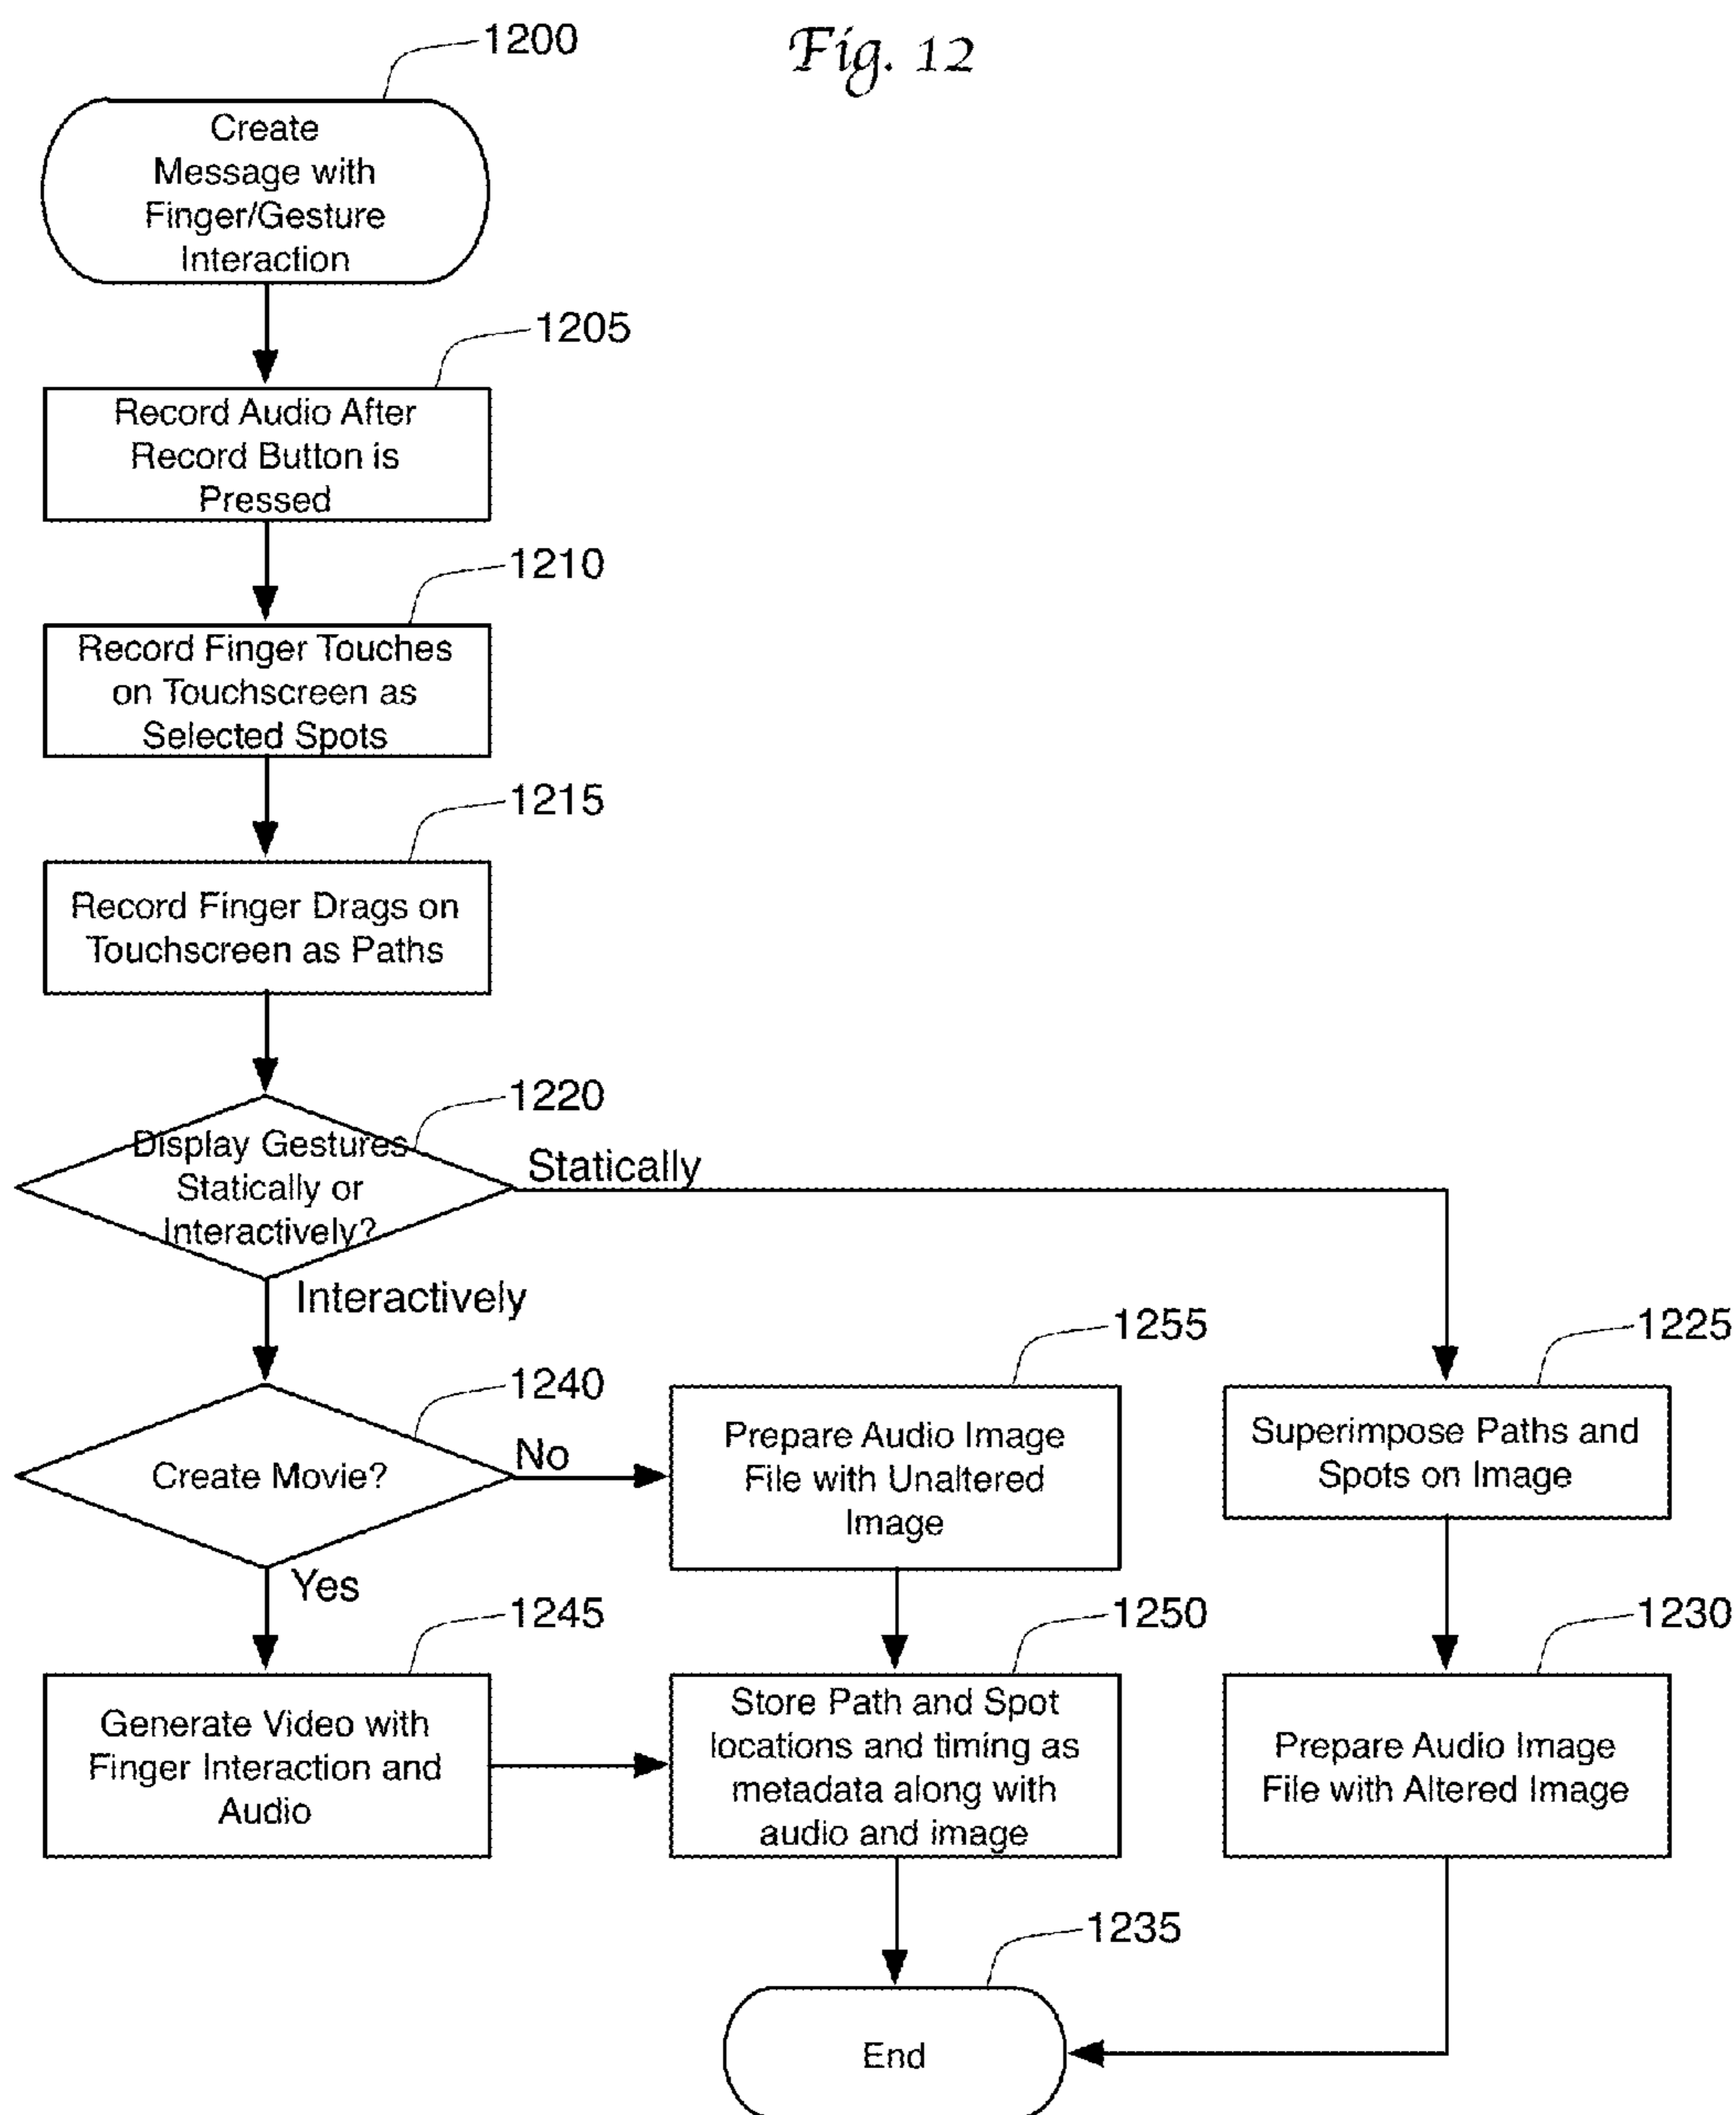 Fig. 12
1200
Create
Message with
Finger/Gesture
Interaction
1205
Record Audio After
Record Button is
Pressed
1210
Record Finger Touches
on Touchscreen as
Selected Spots
1215
Record Finger Drags on
Touchscreen as Paths
1220
Display Gestures
Statically or
Interactively?
Statically
Interactively
1240
Create Movie?
No
Yes
1255
Prepare Audio Image
File with Unaltered
Image
1225
Superimpose Paths and
Spots on Image
1245
Generate Video with
Finger Interaction and
Audio
1250
Store Path and Spot
locations and timing as
metadata along with
audio and image
1230
Prepare Audio Image
File with Altered Image
1235
End